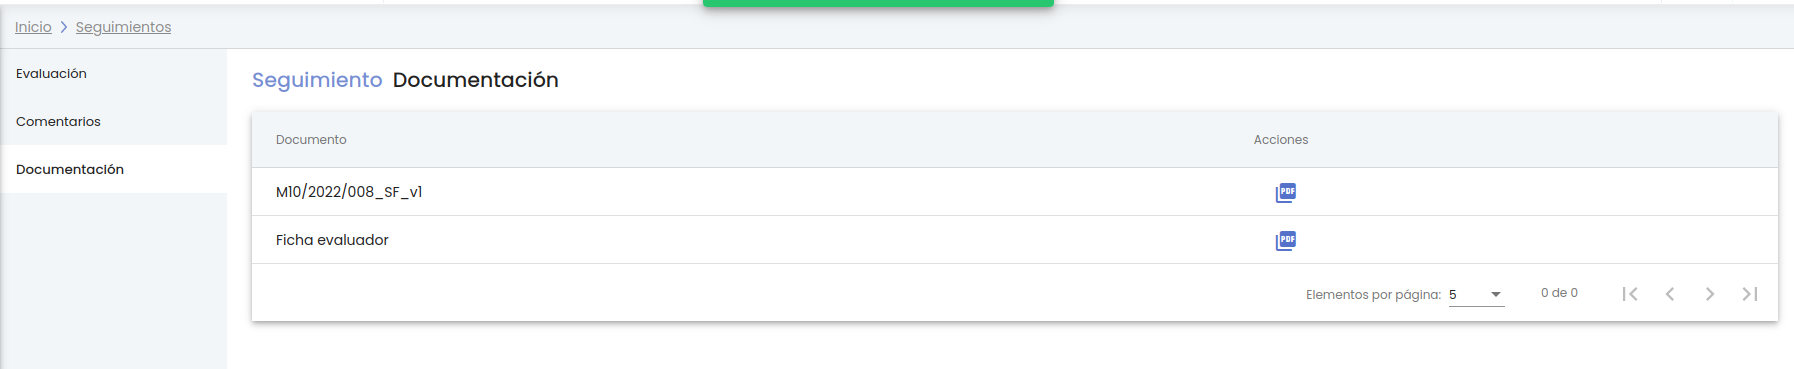 Inicio > Seguimientos
Evaluación
Comentarios
Documentación
Seguimiento Documentación
Documento Acciones
M10/2022/008_SF_v1 PDF
Ficha evaluador PDF
Elementos por página: 5 0 de 0